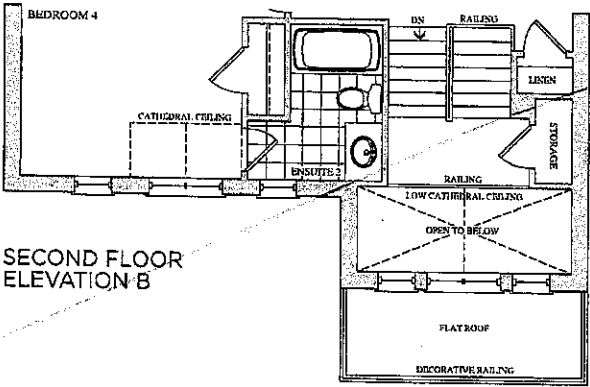 BEDROOM 4
DN
RAILING
LINEN
CATHEDRAL CEILING
STORAGE
ENSUITE 2
RAILING
LOW CATHEDRAL CEILING
OPEN TO BELOW
SECOND FLOOR
ELEVATION B
FLAT ROOF
DECORATIVE RAILING